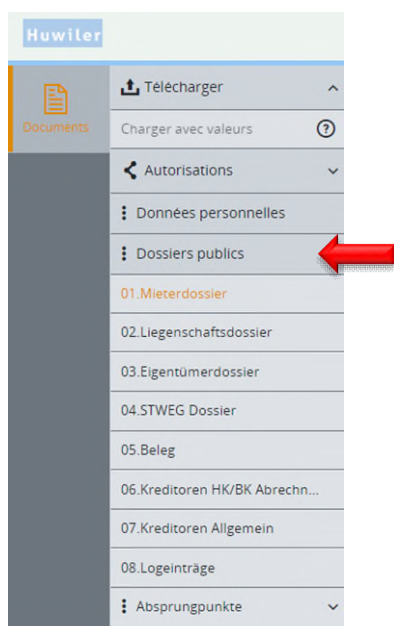 Huwiler
Documents
Télécharger
Charger avec valeurs ?
Autorisations
Données personnelles
Dossiers publics
01.Mieterdossier
02.Liegenschaftsdossier
03.Eigentümerdossier
04.STWEG Dossier
05.Beleg
06.Kreditoren HK/BK Abrechn...
07.Kreditoren Allgemein
08.Logeinträge
Absprungpunkte